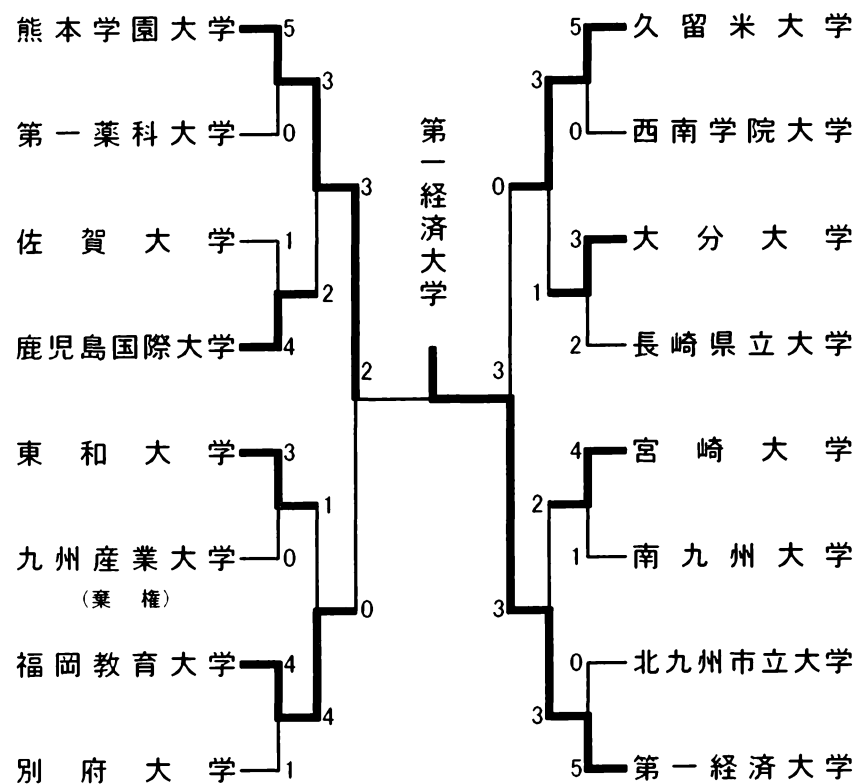 熊本学園大学 5
3
第一薬科大学 0
3
佐賀大学 1
2
鹿児島国際大学 4
2
東和大学 3
1
九州産業大学 0
(棄権)
0
福岡教育大学 4
4
別府大学 1
第一経済大学
5 久留米大学
3
0 西南学院大学
0
3 大分大学
1
2 長崎県立大学
3
4 宮崎大学
2
1 南九州大学
3
0 北九州市立大学
3
5 第一経済大学